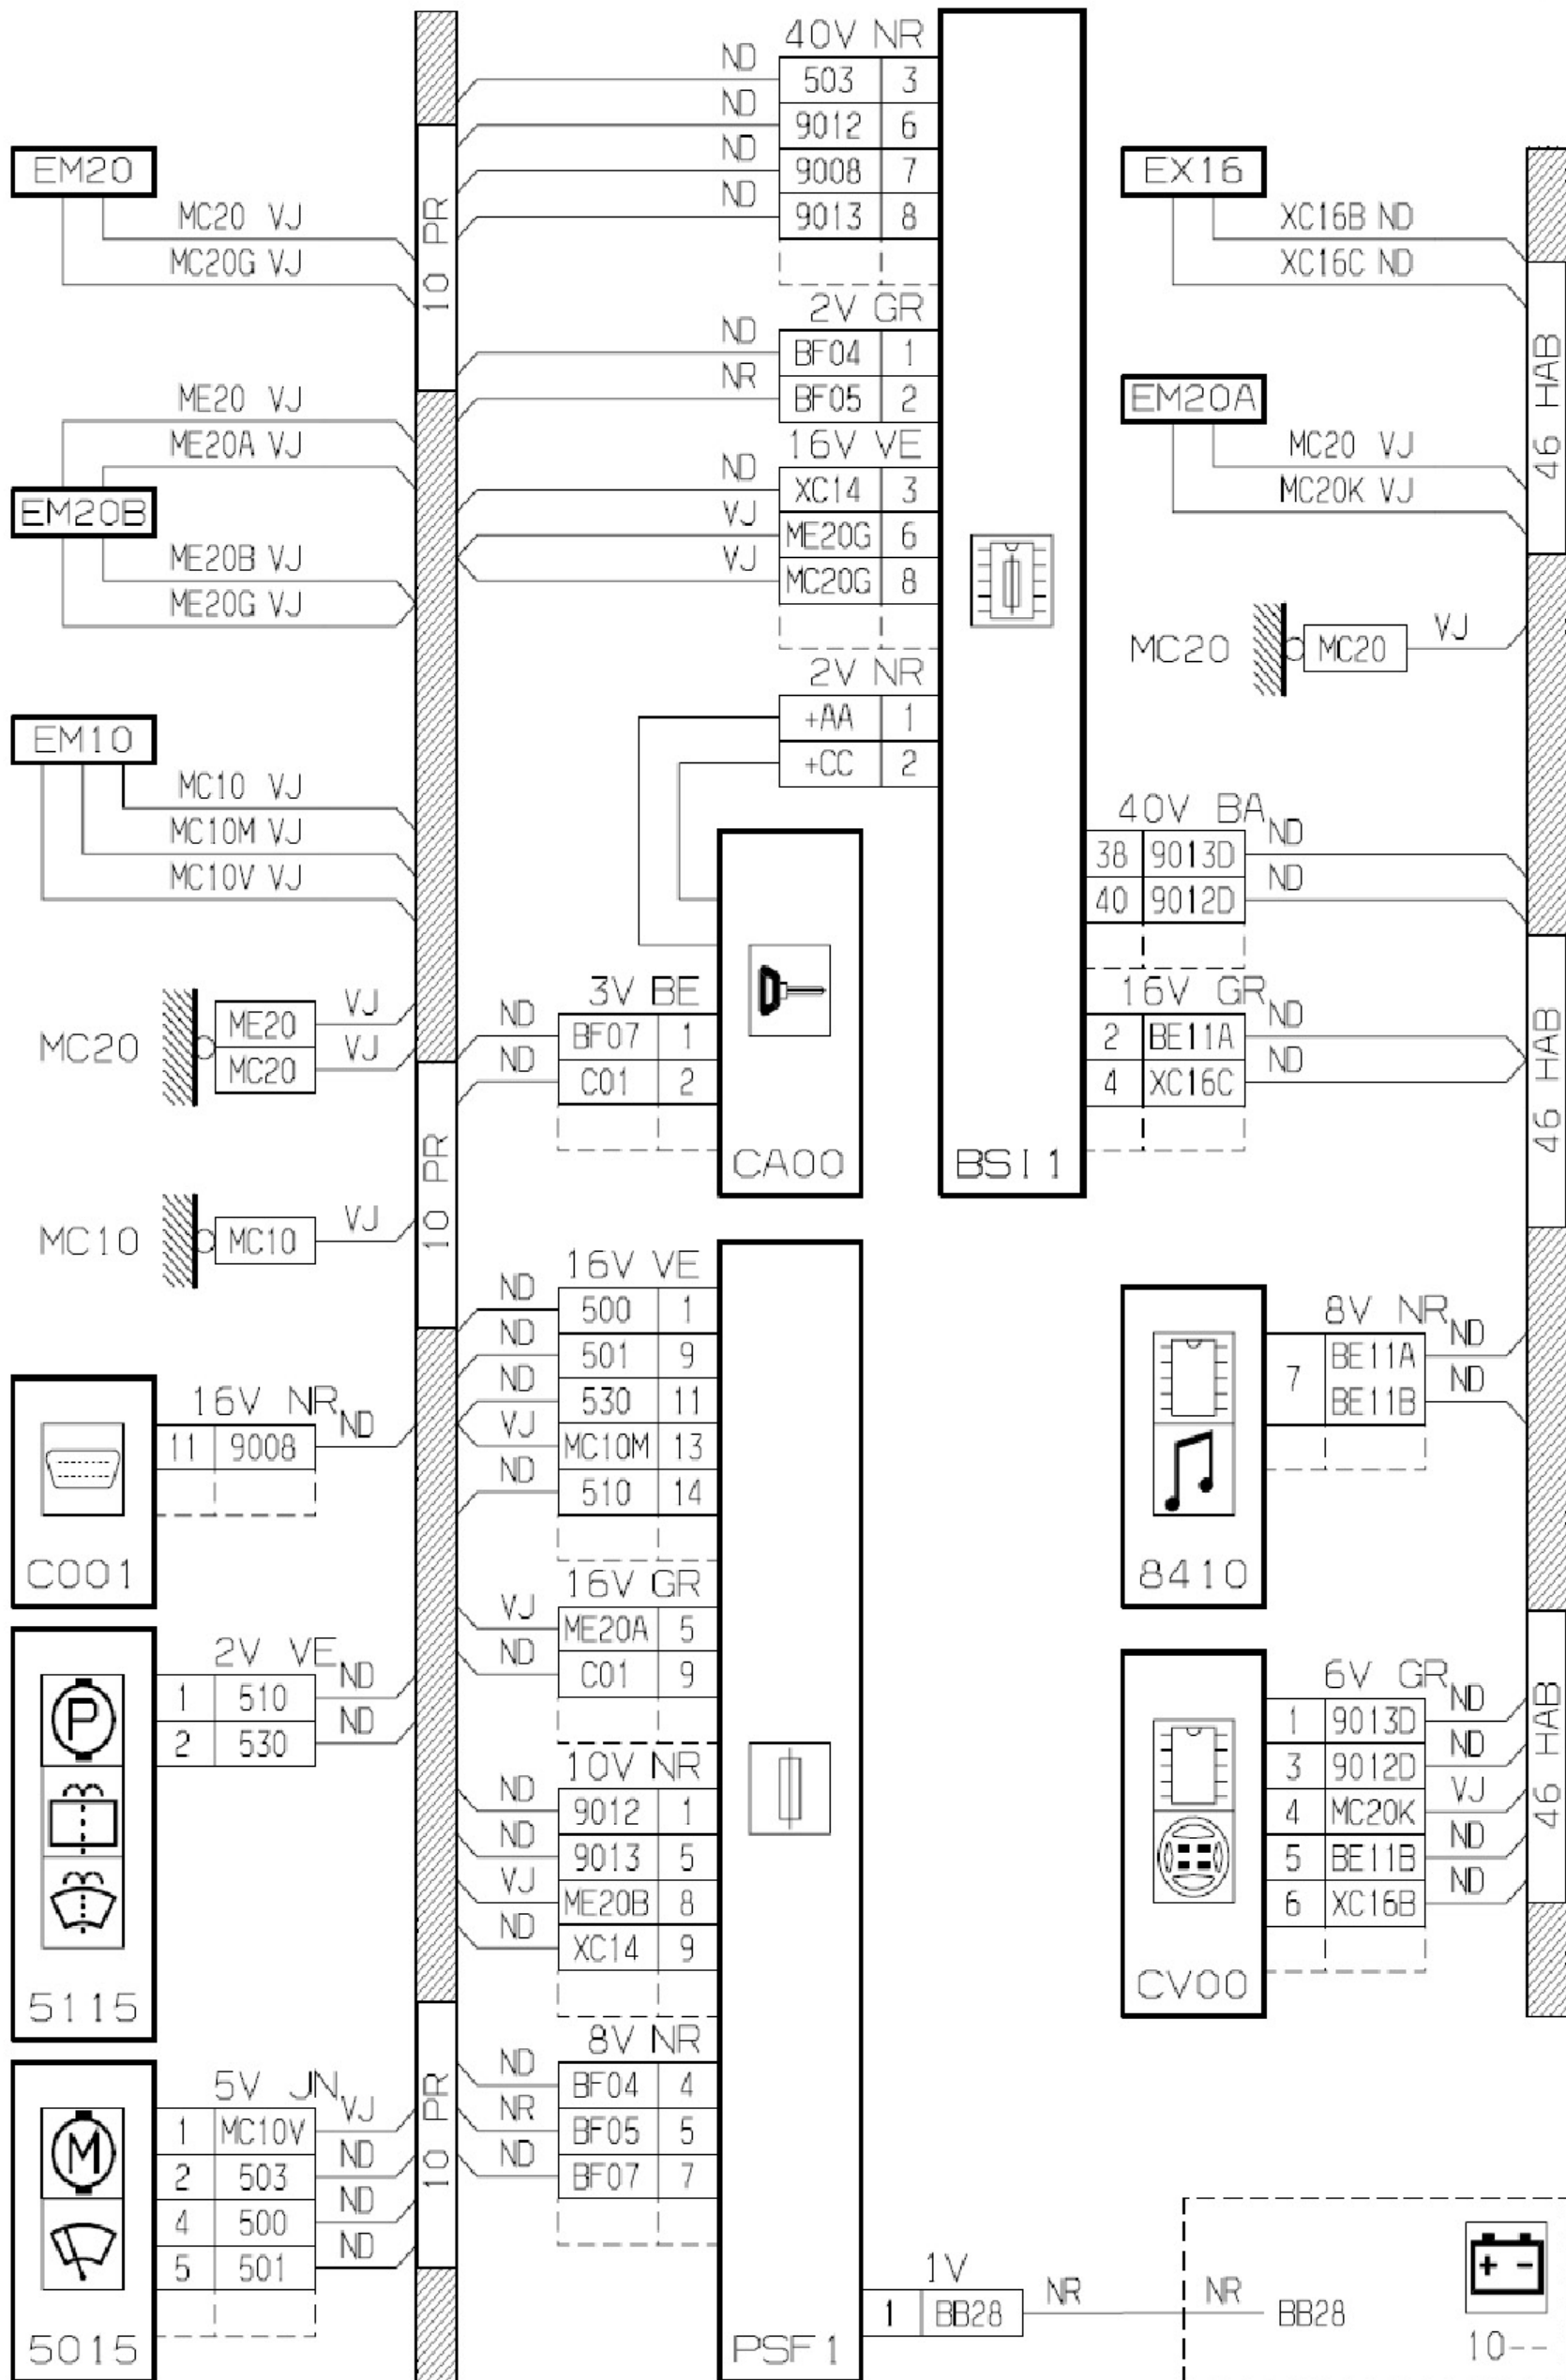 40V NR
ND
503 3
ND
9012 6
ND
9008 7
ND
9013 8
2V GR
ND
BF04 1
NR
BF05 2
16V VE
ND
XC14 3
VJ
ME20G 6
VJ
MC20G 8
2V NR
+AA 1
+CC 2
BSI1
40V BA
38 9013D ND
40 9012D ND
16V GR
2 BE11A ND
4 XC16C ND
EM20
MC20 VJ
MC20G VJ
ME20 VJ
ME20A VJ
EM20B
ME20B VJ
ME20G VJ
EM10
MC10 VJ
MC10M VJ
MC10V VJ
MC20
ME20 VJ
MC20 VJ
MC10
MC10 VJ
10 PR
10 PR
10 PR
C001
16V NR
11 9008 ND
5115
P
2V VE
1 510 ND
2 530 ND
5015
M
5V JN
1 MC10V VJ
2 503 ND
4 500 ND
5 501 ND
CA00
3V BE
ND BF07 1
ND C01 2
PSF1
16V VE
ND 500 1
ND 501 9
ND 530 11
VJ MC10M 13
ND 510 14
16V GR
VJ ME20A 5
ND C01 9
10V NR
ND 9012 1
ND 9013 5
VJ ME20B 8
ND XC14 9
8V NR
ND BF04 4
NR BF05 5
ND BF07 7
1V
1 BB28 NR
NR BB28
+ -
10--
EX16
XC16B ND
XC16C ND
EM20A
MC20 VJ
MC20K VJ
MC20
MC20 VJ
46 HAB
46 HAB
46 HAB
8410
8V NR
7 BE11A ND
BE11B ND
CV00
6V GR
1 9013D ND
3 9012D ND
4 MC20K VJ
5 BE11B ND
6 XC16B ND